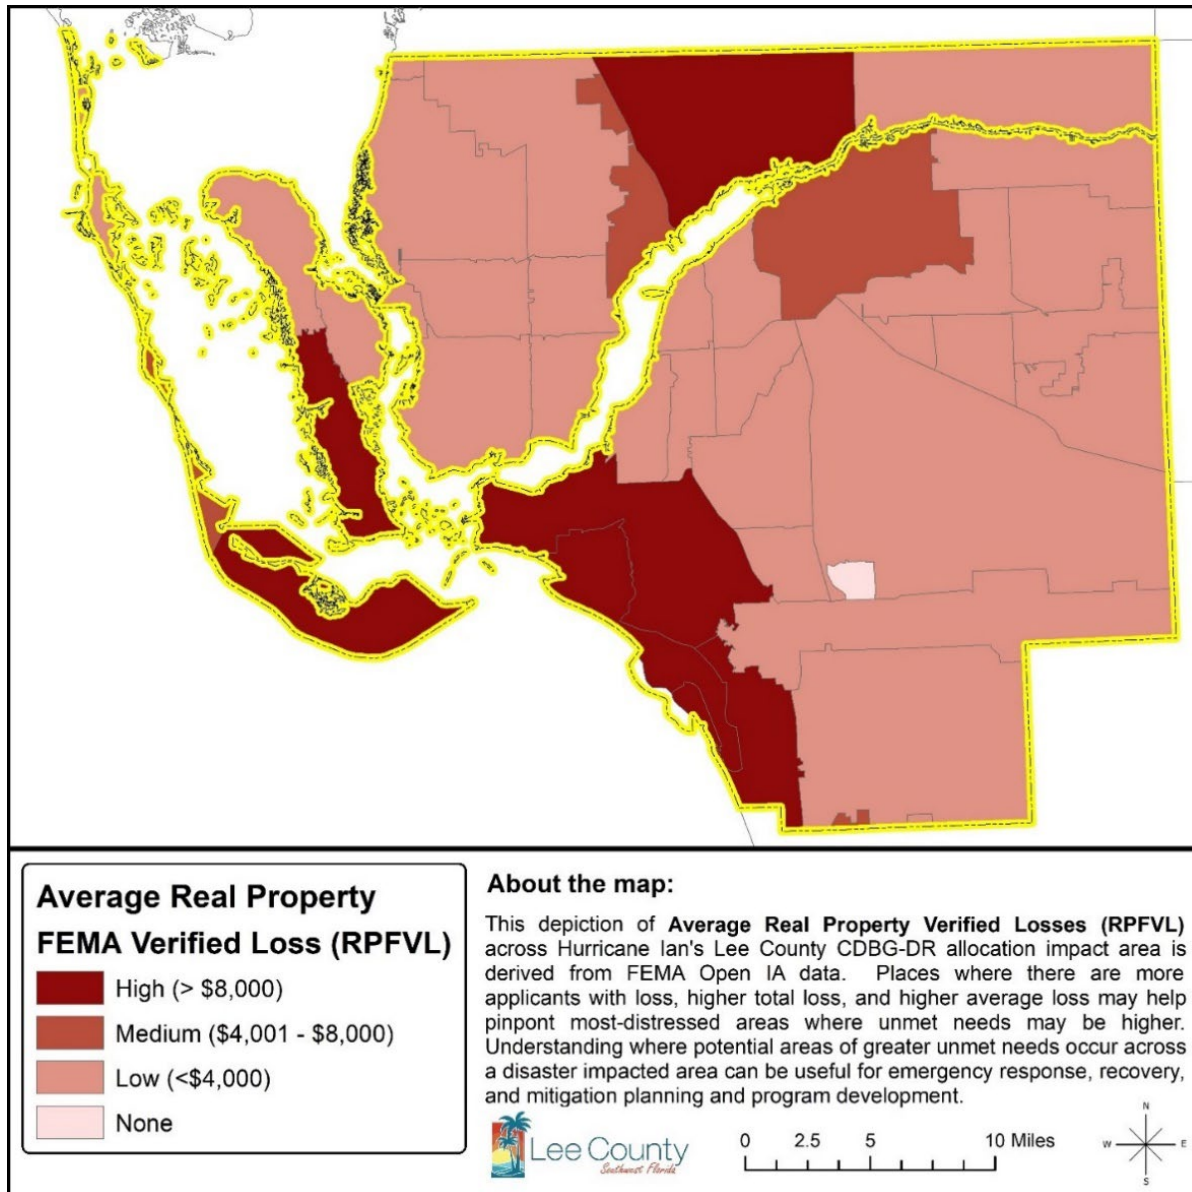 Average Real Property
FEMA Verified Loss (RPFVL)
High (> $8,000)
Medium ($4,001 - $8,000)
Low (<$4,000)
None
About the map:
This depiction of Average Real Property Verified Losses (RPFVL)
across Hurricane Ian's Lee County CDBG-DR allocation impact area is
derived from FEMA Open IA data. Places where there are more
applicants with loss, higher total loss, and higher average loss may help
pinpont most-distressed areas where unmet needs may be higher.
Understanding where potential areas of greater unmet needs occur across
a disaster impacted area can be useful for emergency response, recovery,
and mitigation planning and program development.
Lee County
Southwest Florida
0 2.5 5 10 Miles
N
W E
S